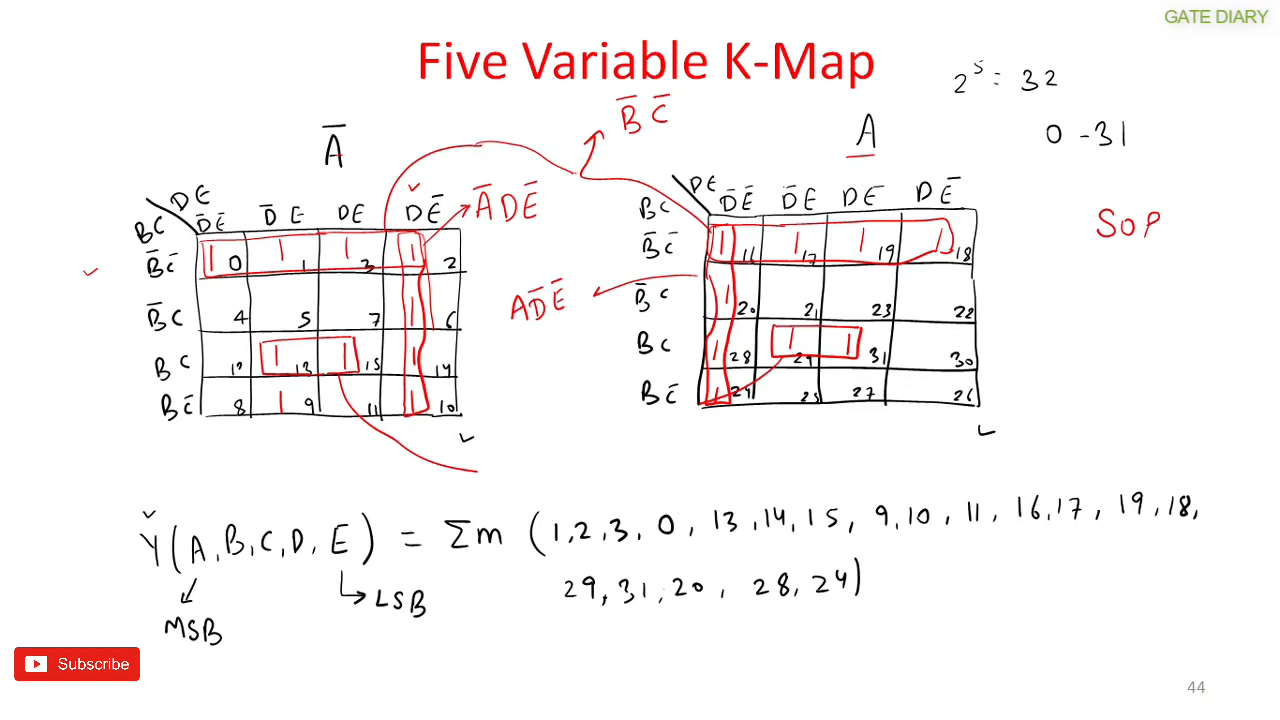 GATE DIARY
Five Variable K-Map
2⁵ = 32
0 - 31
SOP
B̅ C̅
A̅
A
DE
BC
D̅E̅ D̅E DE DE̅
A̅DE̅
B̅C̅ 1 0 1 1 1 3 1 2
B̅C 4 5 7 1 6
BC 12 1 13 1 15 1 14
BC̅ 8 1 9 11 1 10
AD̅E̅
DE
BC
D̅E̅ D̅E DE DE̅
B̅C̅ 1 16 1 17 1 19 1 18
B̅C 1 20 21 23 22
BC 1 28 1 29 1 31 30
BC̅ 1 24 25 27 26
Y(A,B,C,D,E) = Σm (1,2,3,0,13,14,15,9,10,11,16,17,19,18,
29,31,20,28,24)
MSB
LSB
Subscribe
44